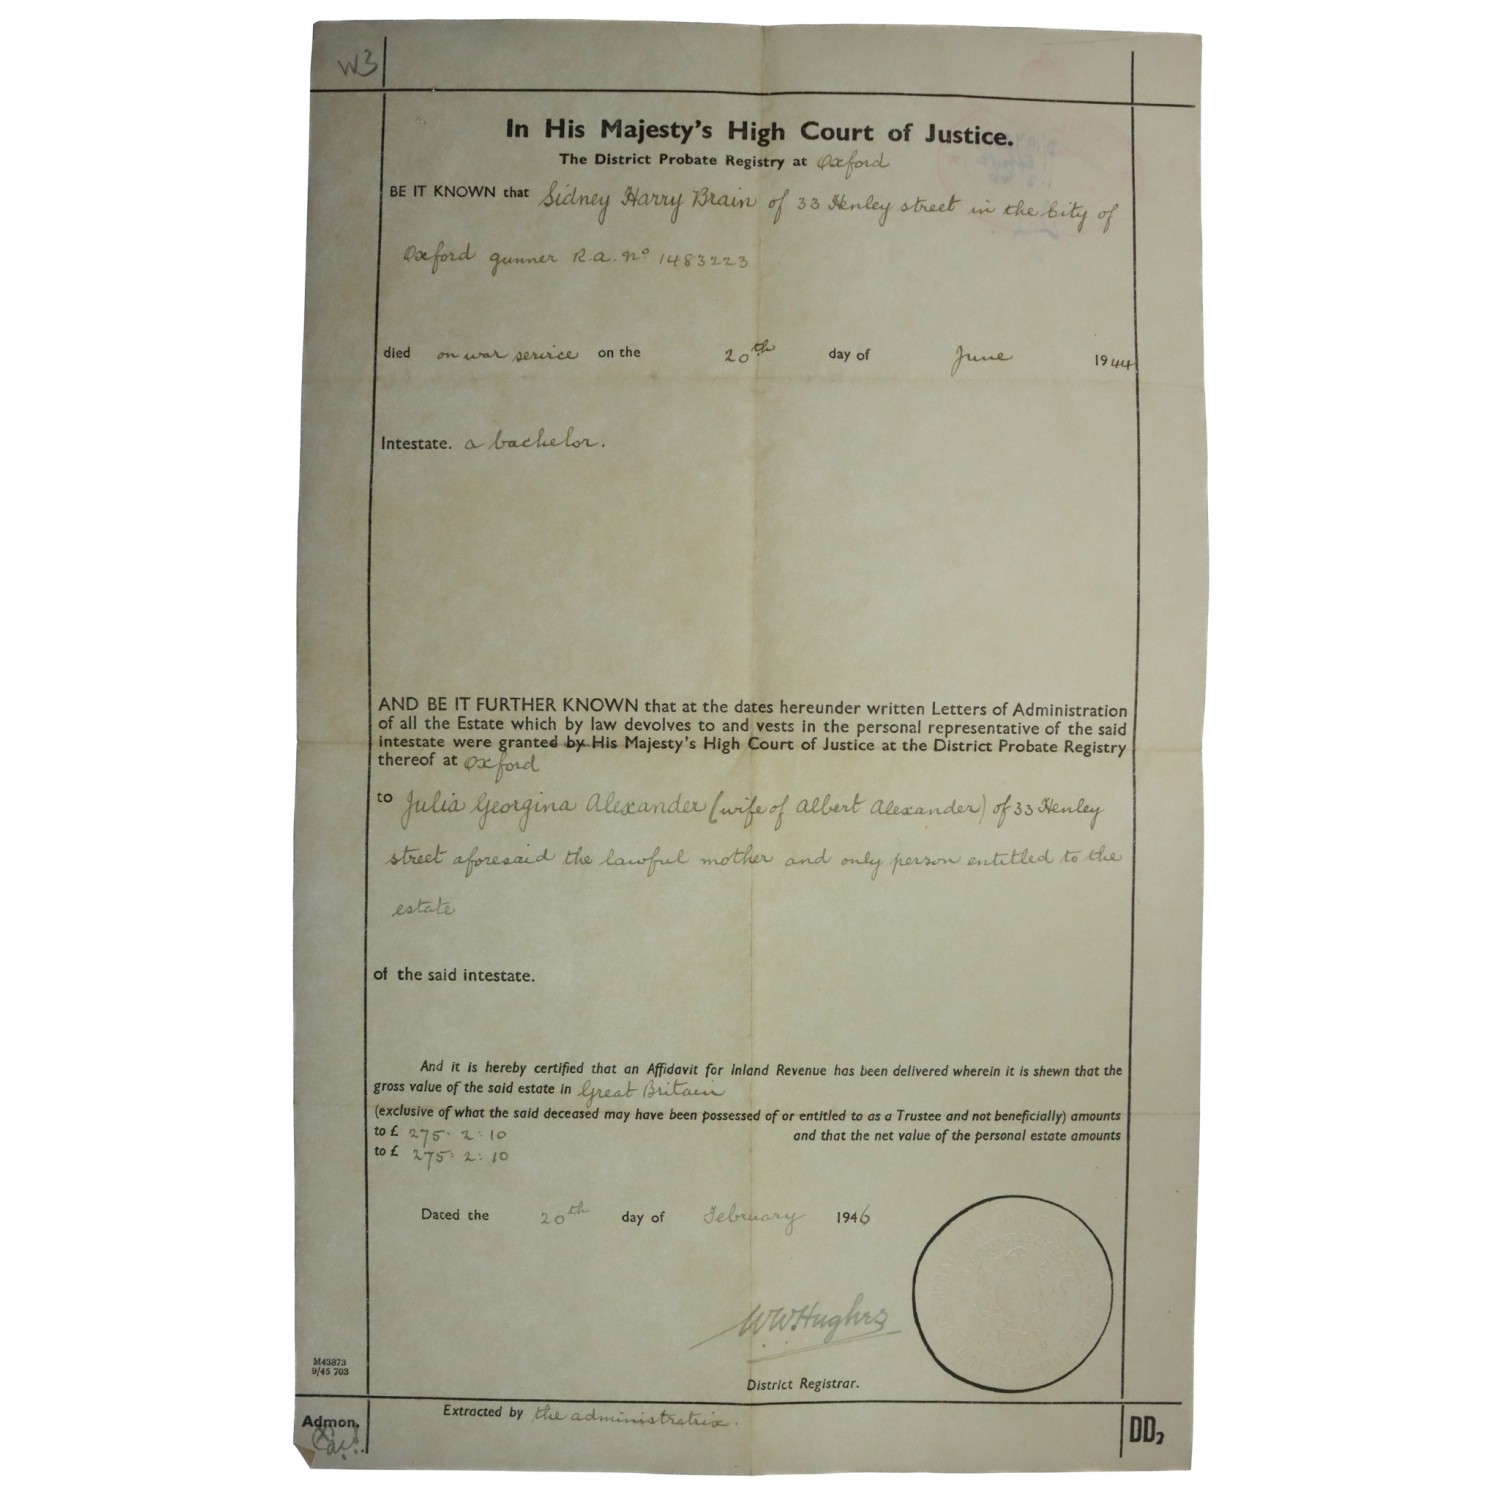 W3
In His Majesty's High Court of Justice.
The District Probate Registry at Oxford
BE IT KNOWN that Sidney Harry Brain of 33 Henley street in the City of
Oxford gunner R.A. No 1483223
died on war service on the 20th day of June 1944
Intestate. a bachelor.
AND BE IT FURTHER KNOWN that at the dates hereunder written Letters of Administration
of all the Estate which by law devolves to and vests in the personal representative of the said
intestate were granted by His Majesty's High Court of Justice at the District Probate Registry
thereof at Oxford
to Julia Georgina Alexander (wife of Albert Alexander) of 33 Henley
street aforesaid the lawful mother and only person entitled to the
estate
of the said intestate.
And it is hereby certified that an Affidavit for Inland Revenue has been delivered wherein it is shewn that the
gross value of the said estate in Great Britain
(exclusive of what the said deceased may have been possessed of or entitled to as a Trustee and not beneficially) amounts
to £ 275. 2: 10 and that the net value of the personal estate amounts
to £ 275: 2: 10
Dated the 20th day of February 1946
WWHughes
District Registrar.
M43873
9/45 703
Extracted by the administratrix.
Admon.
DD2